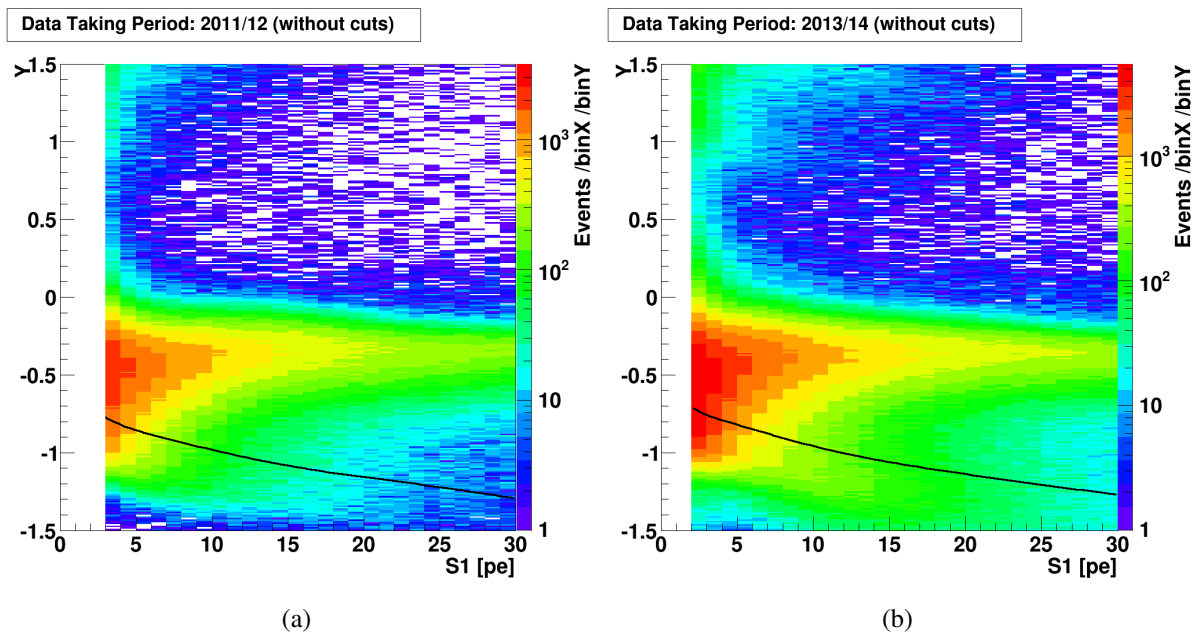 Data Taking Period: 2011/12 (without cuts)
Y
1.5
1
0.5
0
-0.5
-1
-1.5
0 5 10 15 20 25 30
S1 [pe]
10³
10²
10
1
Events /binX /binY
(a)
Data Taking Period: 2013/14 (without cuts)
Y
1.5
1
0.5
0
-0.5
-1
-1.5
0 5 10 15 20 25 30
S1 [pe]
10³
10²
10
1
Events /binX /binY
(b)